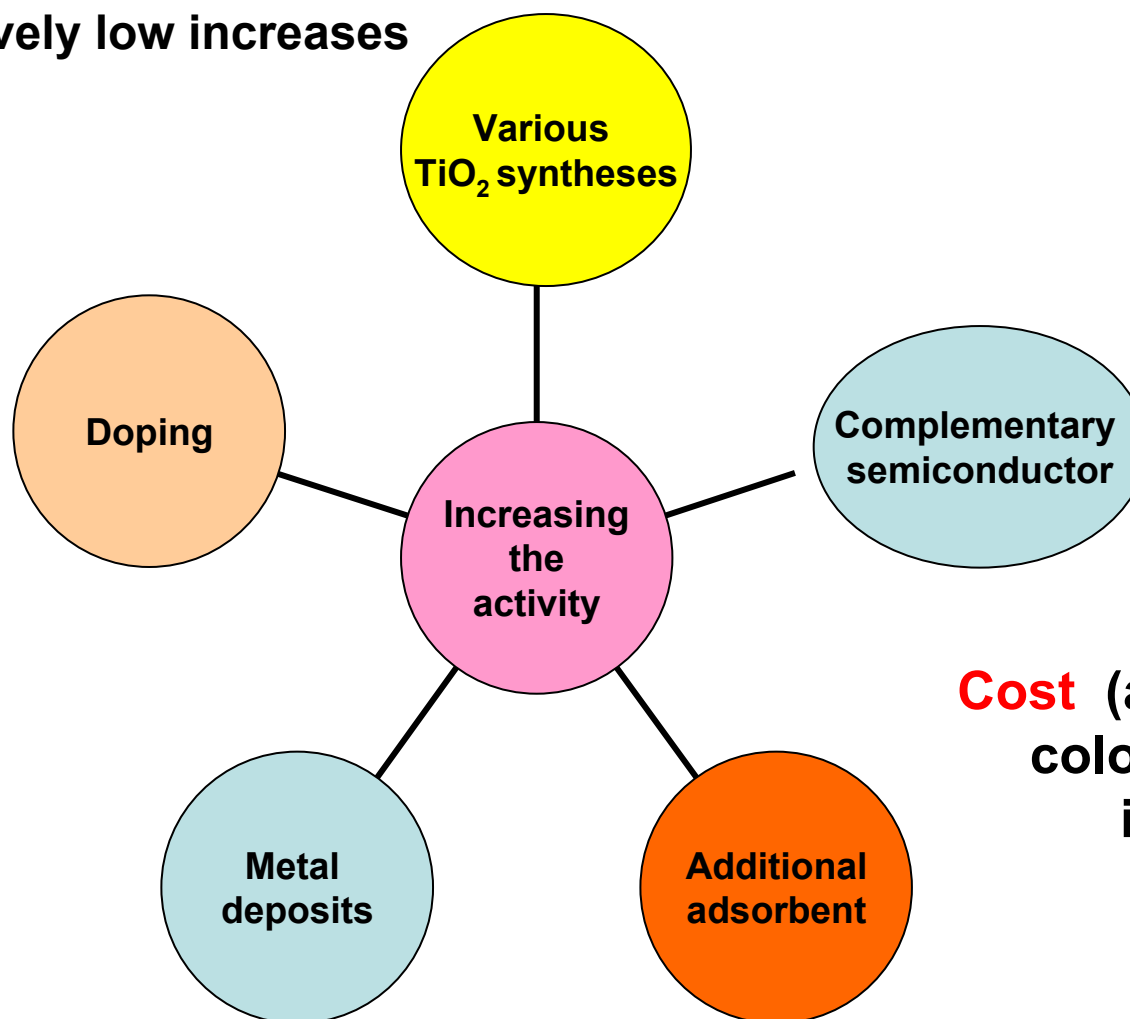 vely low increases
Various
TiO₂ syntheses
Doping
Complementary
semiconductor
Increasing
the
activity
Cost (a
colo
i
Metal
deposits
Additional
adsorbent